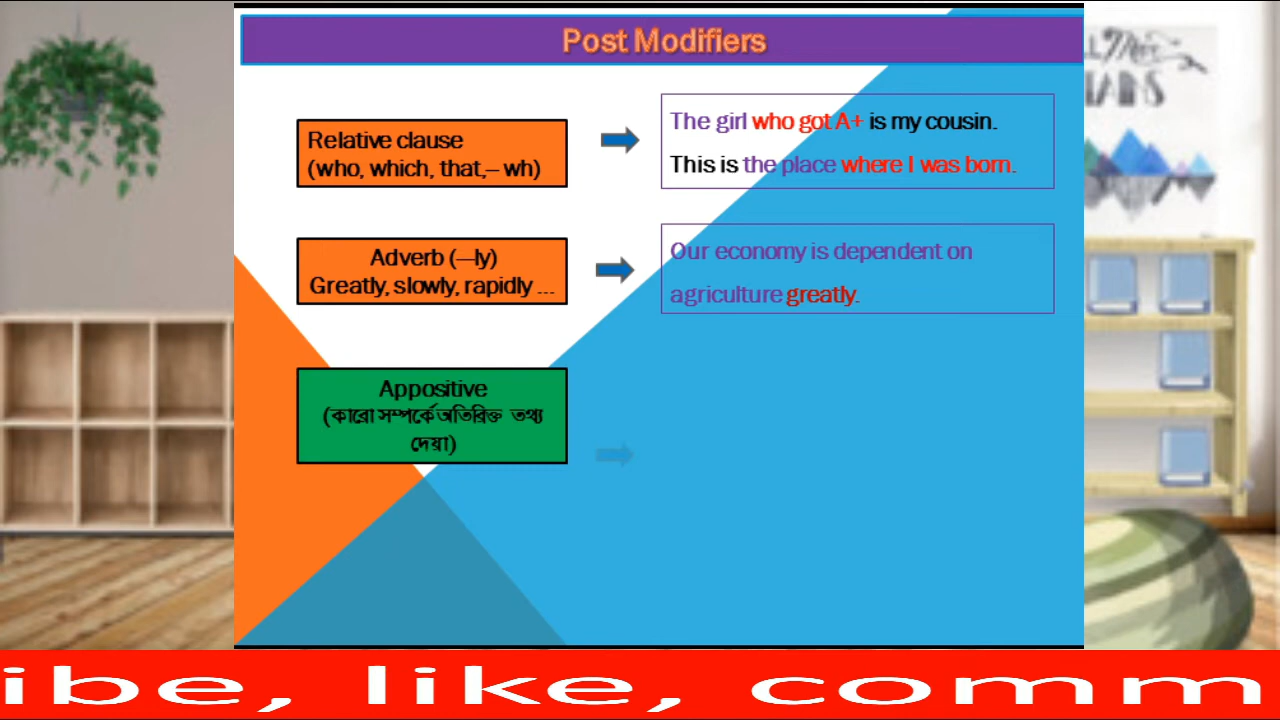 Post Modifiers
Relative clause
(who, which, that,– wh)
The girl who got A+ is my cousin.
This is the place where I was born.
Adverb (—ly)
Greatly, slowly, rapidly ...
Our economy is dependent on
agriculture greatly.
Appositive
(কারো সম্পর্কে অতিরিক্ত তথ্য
দেয়া)
ibe, like, comm